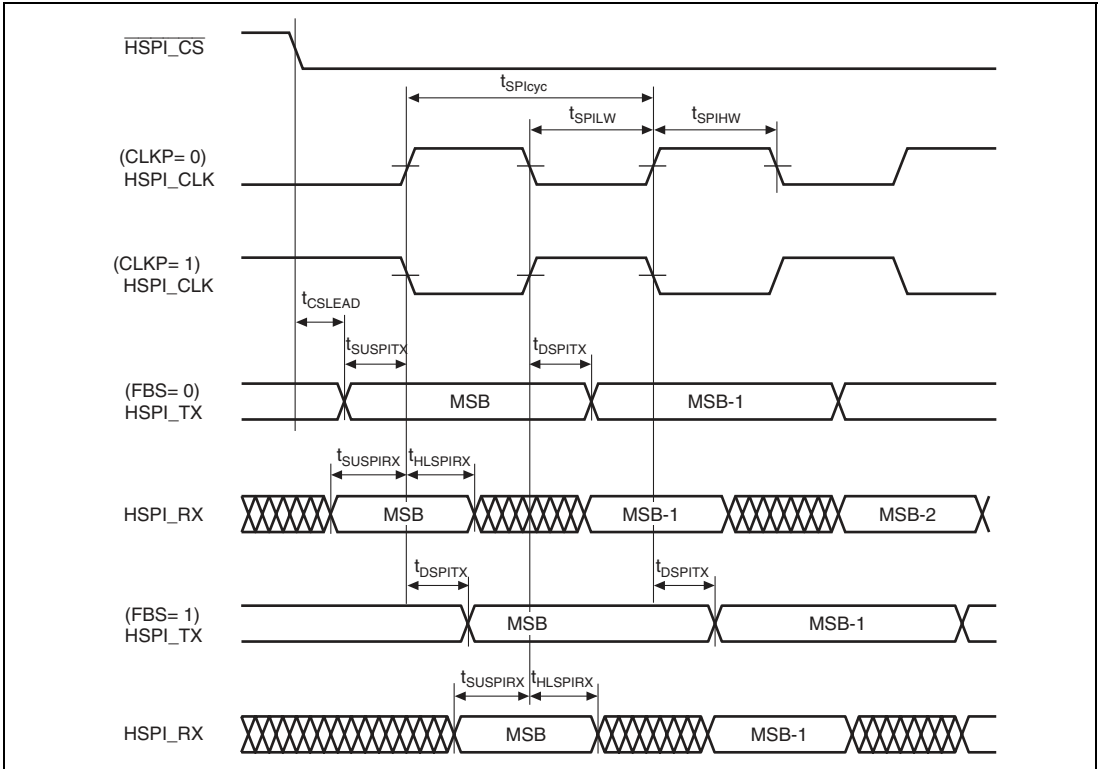 HSPI_CS
tSPIcyc
tSPILW
tSPIHW
(CLKP= 0)
HSPI_CLK
(CLKP= 1)
HSPI_CLK
tCSLEAD
tSUSPITX
tDSPITX
(FBS= 0)
HSPI_TX
MSB
MSB-1
tSUSPIRX
tHLSPIRX
HSPI_RX
MSB
MSB-1
MSB-2
tDSPITX
tDSPITX
(FBS= 1)
HSPI_TX
MSB
MSB-1
tSUSPIRX
tHLSPIRX
HSPI_RX
MSB
MSB-1